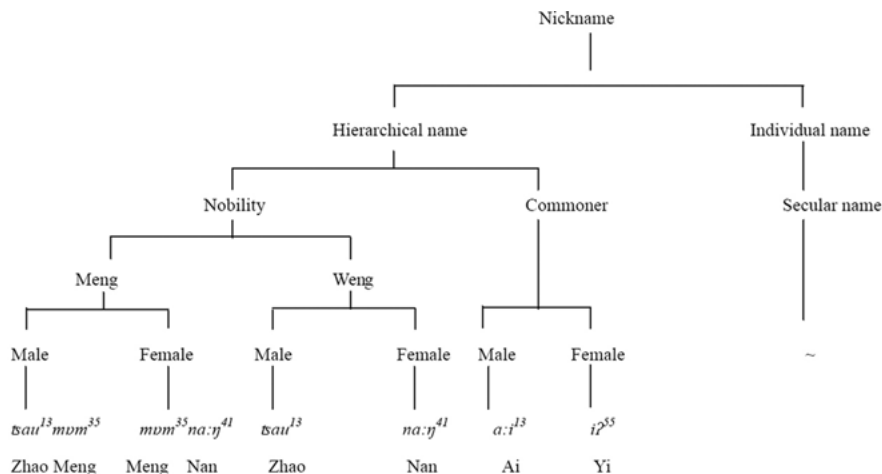 Nickname
Hierarchical name Individual name
Nobility Commoner Secular name
Meng Weng
Male Female Male Female Male Female ~
ʦau¹³mɒm³⁵ mɒm³⁵na:ŋ⁴¹ ʦau¹³ na:ŋ⁴¹ a:i¹³ iʔ⁵⁵
Zhao Meng Meng Nan Zhao Nan Ai Yi